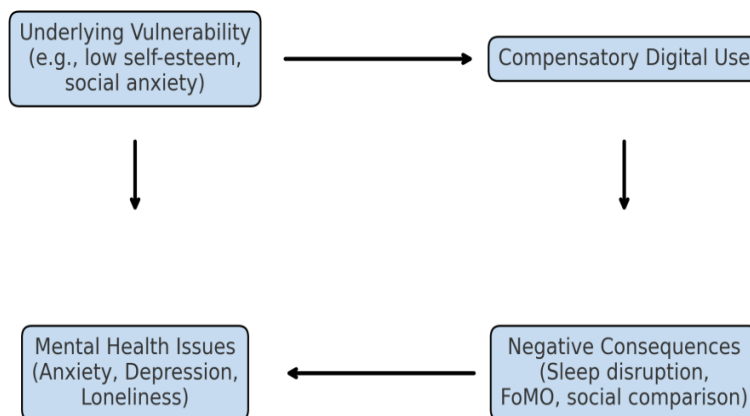 Underlying Vulnerability
(e.g., low self-esteem,
social anxiety)
Compensatory Digital Use
Mental Health Issues
(Anxiety, Depression,
Loneliness)
Negative Consequences
(Sleep disruption,
FoMO, social comparison)